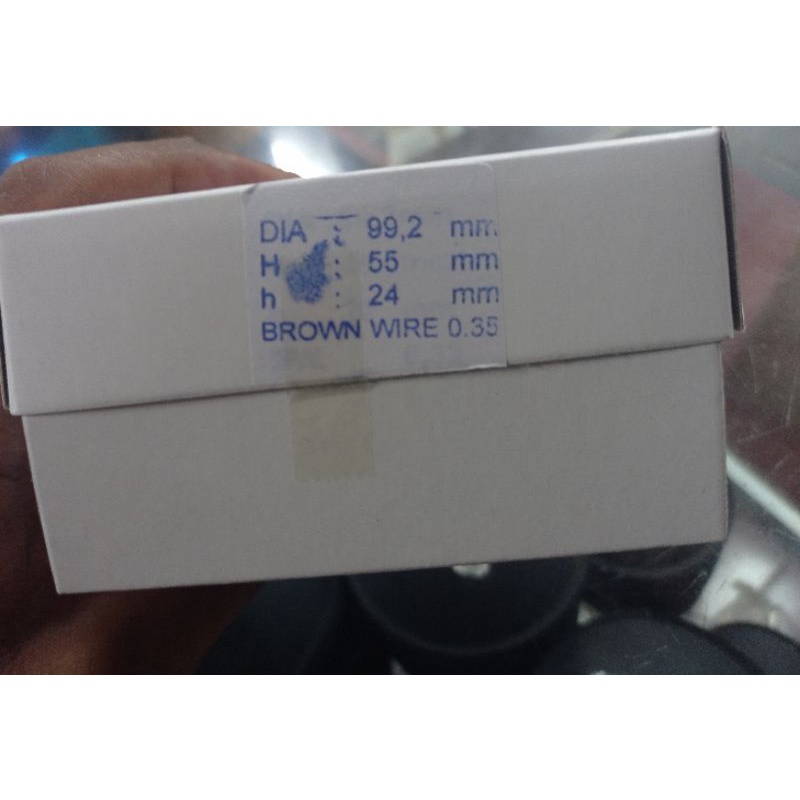 DIA : 99,2 mm
H : 55 mm
h : 24 mm
BROWN WIRE 0.35